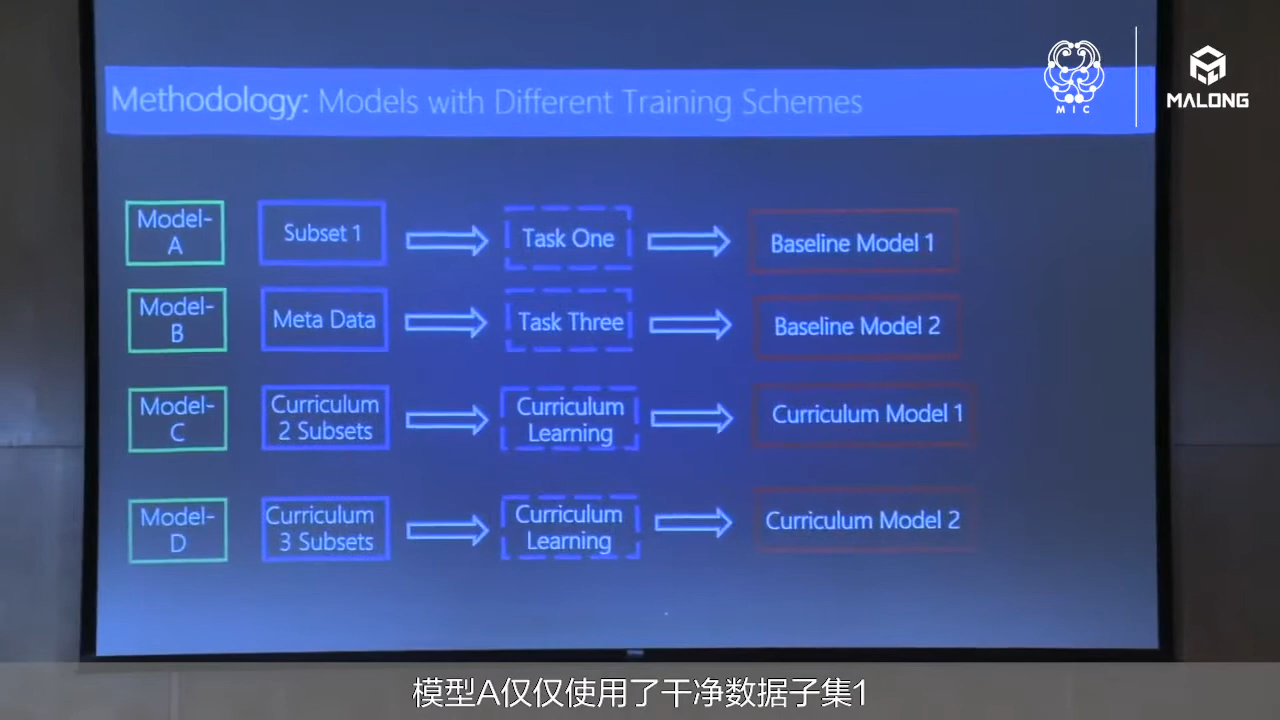 Methodology: Models with Different Training Schemes
MIC
MALONG
Model-
A
Subset 1
Task One
Baseline Model 1
Model-
B
Meta Data
Task Three
Baseline Model 2
Model-
C
Curriculum
2 Subsets
Curriculum
Learning
Curriculum Model 1
Model-
D
Curriculum
3 Subsets
Curriculum
Learning
Curriculum Model 2
模型A仅仅使用了干净数据子集1